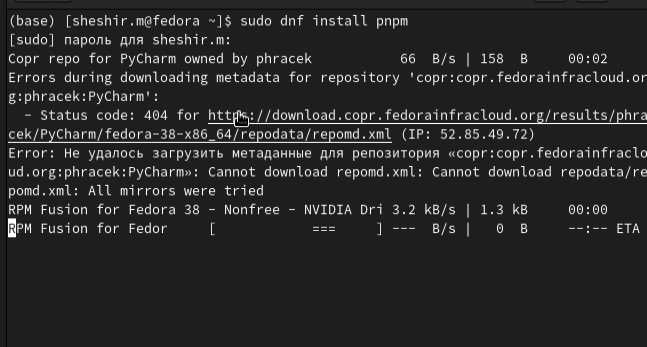 (base) [sheshir.m@fedora ~]$ sudo dnf install pnpm
[sudo] пароль для sheshir.m:
Copr repo for PyCharm owned by phracek 66 B/s | 158 B 00:02
Errors during downloading metadata for repository 'copr:copr.fedorainfracloud.or
g:phracek:PyCharm':
- Status code: 404 for https://download.copr.fedorainfracloud.org/results/phra
cek/PyCharm/fedora-38-x86_64/repodata/repomd.xml (IP: 52.85.49.72)
Error: Не удалось загрузить метаданные для репозитория «copr:copr.fedorainfraclo
ud.org:phracek:PyCharm»: Cannot download repomd.xml: Cannot download repodata/re
pomd.xml: All mirrors were tried
RPM Fusion for Fedora 38 - Nonfree - NVIDIA Dri 3.2 kB/s | 1.3 kB 00:00
RPM Fusion for Fedor [ === ] --- B/s | 0 B --:-- ETA